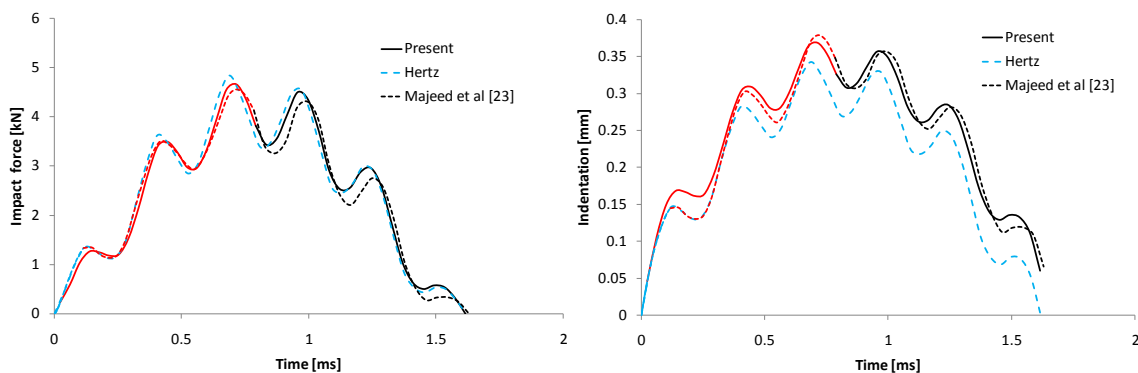 6
5
4
3
2
1
0
Impact force [kN]
0
0.5
1
1.5
2
Time [ms]
Present
Hertz
Majeed et al [23]
0.4
0.35
0.3
0.25
0.2
0.15
0.1
0.05
0
Indentation [mm]
0
0.5
1
1.5
2
Time [ms]
Present
Hertz
Majeed et al [23]